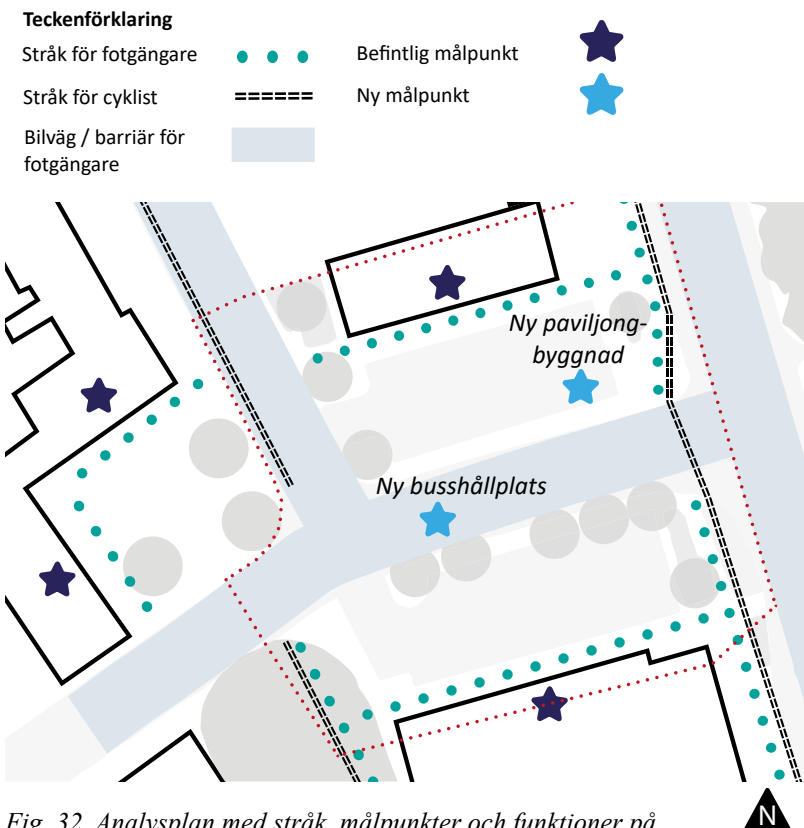 Teckenförklaring
Stråk för fotgängare
Befintlig målpunkt
Stråk för cyklist
Ny målpunkt
Bilväg / barriär för
fotgängare
Ny paviljong-
byggnad
Ny busshållplats
N
Fig. 32. Analysplan med stråk, målpunkter och funktioner på